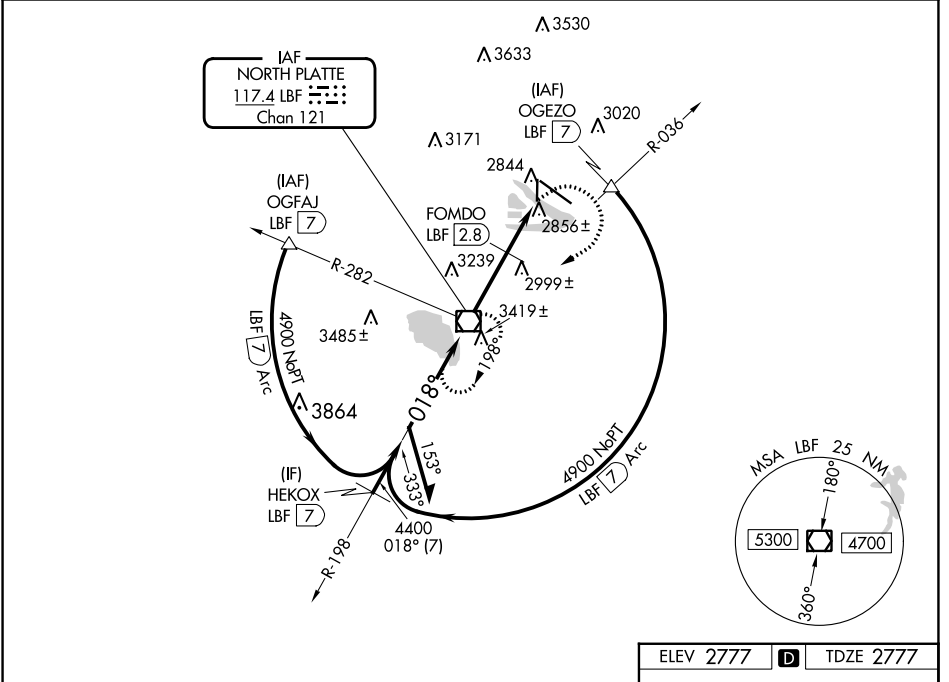 3530
3633
IAF
NORTH PLATTE
117.4 LBF
Chan 121
(IAF)
OGEZO
LBF 7
3020
R-036
3171
2844
(IAF)
OGFAJ
LBF 7
FOMDO
LBF 2.8
2856±
R-282
3239
2999±
3485±
3419±
4900 NoPT
LBF 7 Arc
198°
3864
018°
153°
333°
4900 NoPT
LBF 7 Arc
(IF)
HEKOX
LBF 7
4400
018° (7)
R-198
MSA LBF 25 NM
180°
5300
4700
360°
ELEV 2777 D TDZE 2777